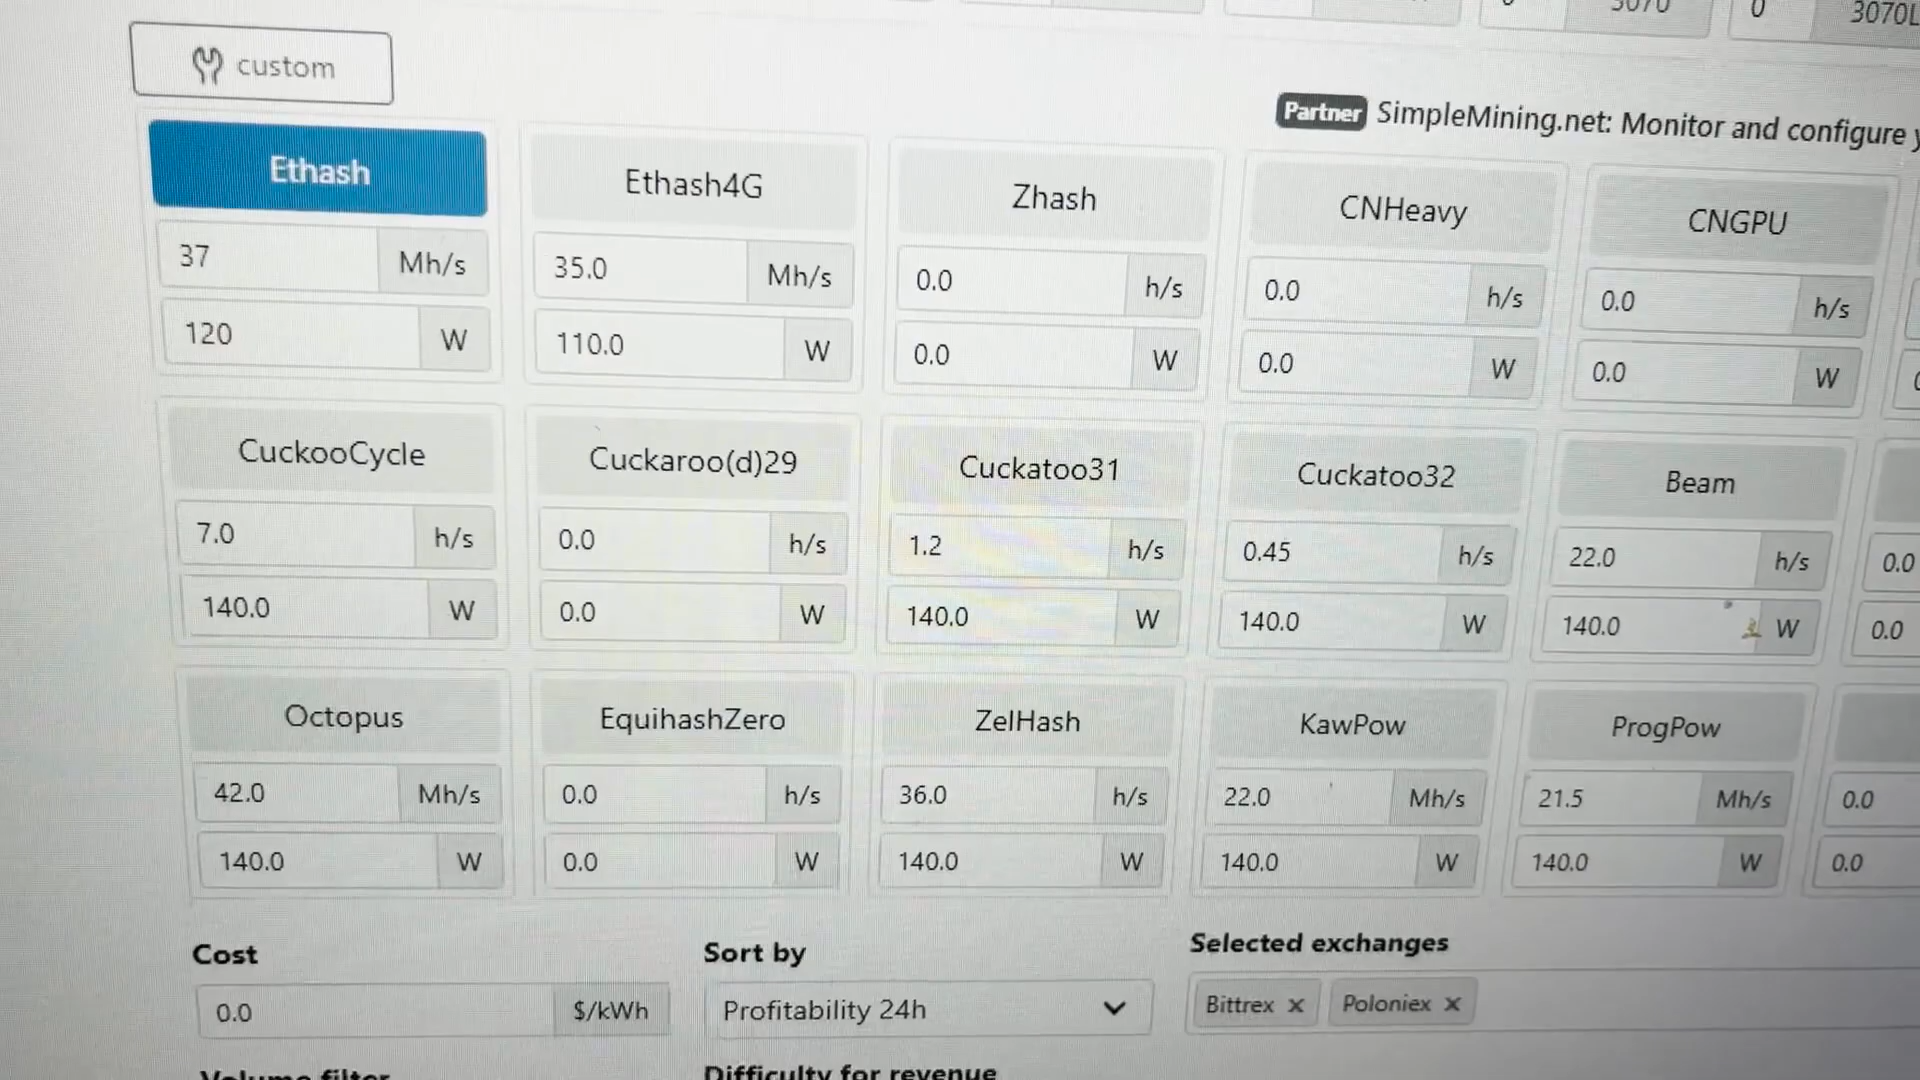 0 3070 0 3070L
custom
Partner SimpleMining.net: Monitor and configure y
Ethash Ethash4G Zhash CNHeavy CNGPU
37 Mh/s 35.0 Mh/s 0.0 h/s 0.0 h/s 0.0 h/s
120 W 110.0 W 0.0 W 0.0 W 0.0 W
CuckooCycle Cuckaroo(d)29 Cuckatoo31 Cuckatoo32 Beam
7.0 h/s 0.0 h/s 1.2 h/s 0.45 h/s 22.0 h/s 0.0
140.0 W 0.0 W 140.0 W 140.0 W 140.0 W 0.0
Octopus EquihashZero ZelHash KawPow ProgPow
42.0 Mh/s 0.0 h/s 36.0 h/s 22.0 Mh/s 21.5 Mh/s 0.0
140.0 W 0.0 W 140.0 W 140.0 W 140.0 W 0.0
Cost Sort by Selected exchanges
0.0 $/kWh Profitability 24h Bittrex × Poloniex ×
Volume filter Difficulty for revenue